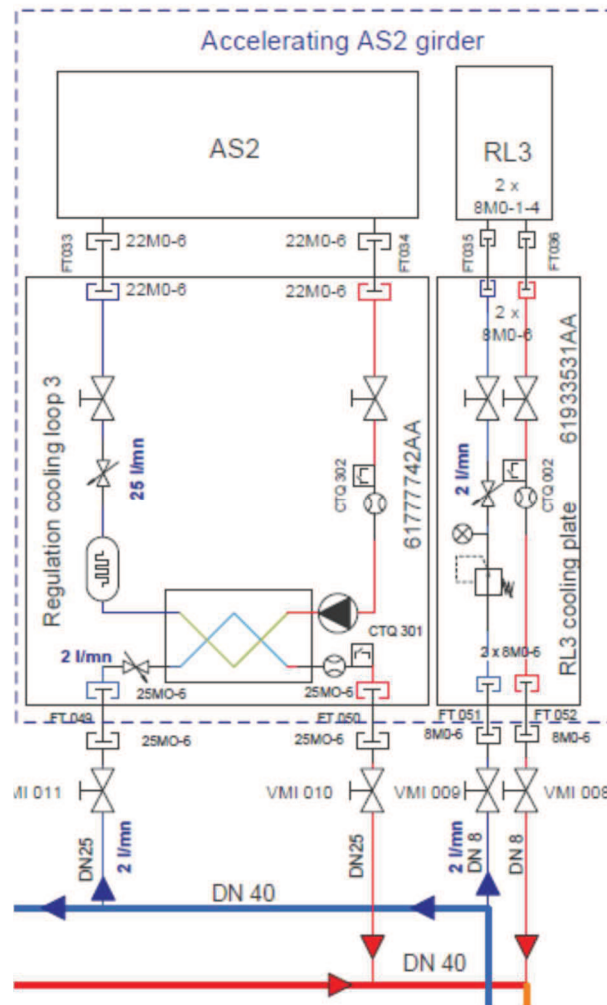 Accelerating AS2 girder
AS2
RL3
2 x
8M0-1-4
FT033
22M0-6
22M0-6
FT034
FT035
FT036
22M0-6
22M0-6
2 x
8M0-6
Regulation cooling loop 3
25 l/mn
CTQ 302
61777742AA
2 l/mn
CTQ 002
61933531AA
RL3 cooling plate
CTQ 301
2 l/mn
25MO-6
25MO-6
2 x 8M0-6
FT 049
FT 050
FT 051
FT 052
25MO-6
25MO-6
8M0-6
8M0-6
MI 011
VMI 010
VMI 009
VMI 008
DN25
2 l/mn
DN25
2 l/mn
DN 8
DN 8
DN 40
DN 40